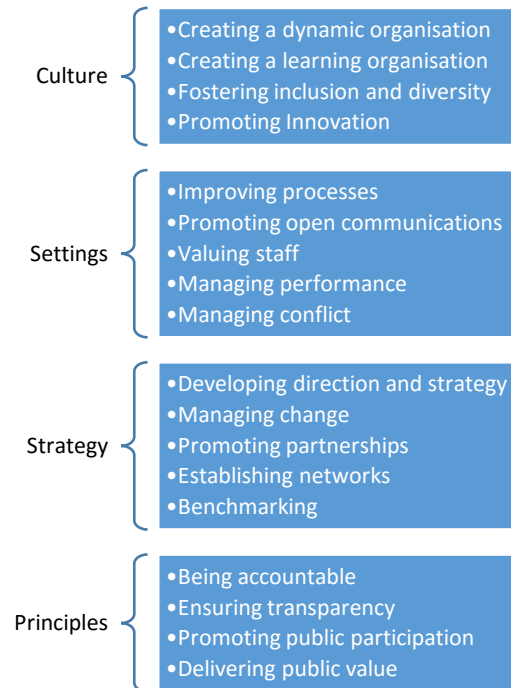 Culture
•Creating a dynamic organisation
•Creating a learning organisation
•Fostering inclusion and diversity
•Promoting Innovation
Settings
•Improving processes
•Promoting open communications
•Valuing staff
•Managing performance
•Managing conflict
Strategy
•Developing direction and strategy
•Managing change
•Promoting partnerships
•Establishing networks
•Benchmarking
Principles
•Being accountable
•Ensuring transparency
•Promoting public participation
•Delivering public value